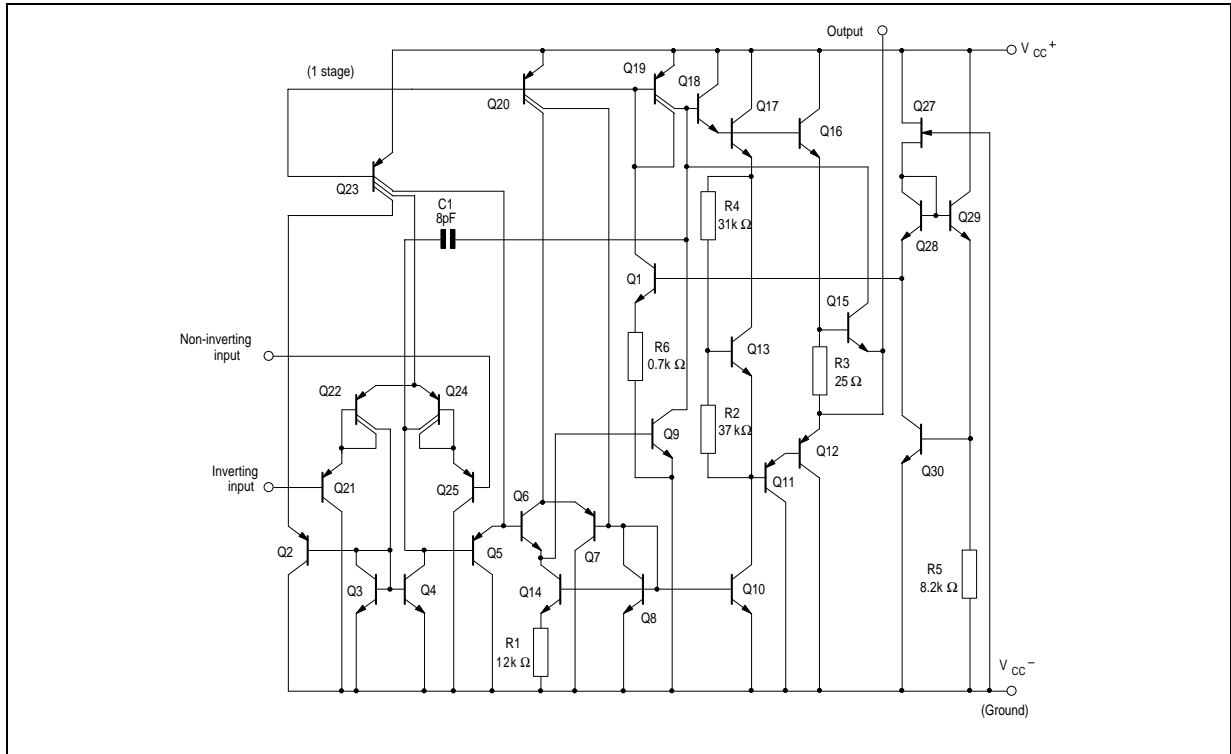 Output
V CC +
(1 stage)
Q19
Q18
Q17
Q20
Q16
Q27
Q23
C1
8pF
R4
31k Ω
Q28
Q29
Q1
Q15
Non-inverting
input
R6
0.7k Ω
Q13
R3
25 Ω
Q22
Q24
R2
37kΩ
Q9
Q12
Q30
Inverting
input
Q21
Q25
Q11
Q6
Q2
Q5
Q7
Q3
Q4
Q14
Q8
Q10
R5
8.2k Ω
R1
12k Ω
V CC −
(Ground)